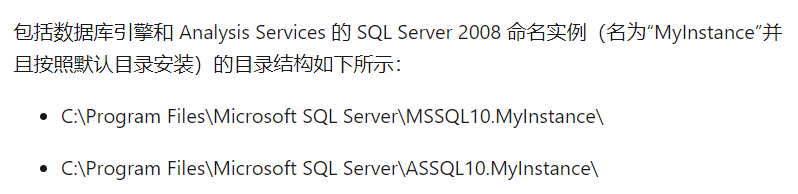 包括数据库引擎和 Analysis Services 的 SQL Server 2008 命名实例（名为“MyInstance”并
且按照默认目录安装）的目录结构如下所示：
• C:\Program Files\Microsoft SQL Server\MSSQL10.MyInstance\
• C:\Program Files\Microsoft SQL Server\ASSQL10.MyInstance\